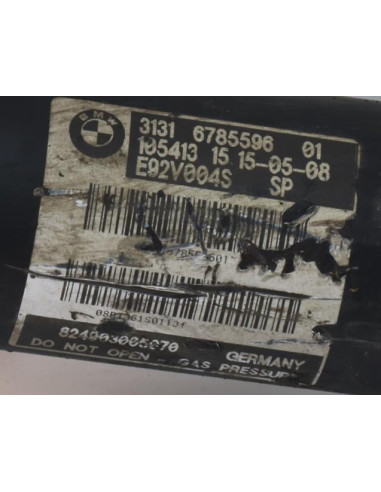 BMW
3131 6785596 01
105413 15 15-05-08
E92V004S SP
824903005070
GERMANY
DO NOT OPEN - GAS PRESSURE